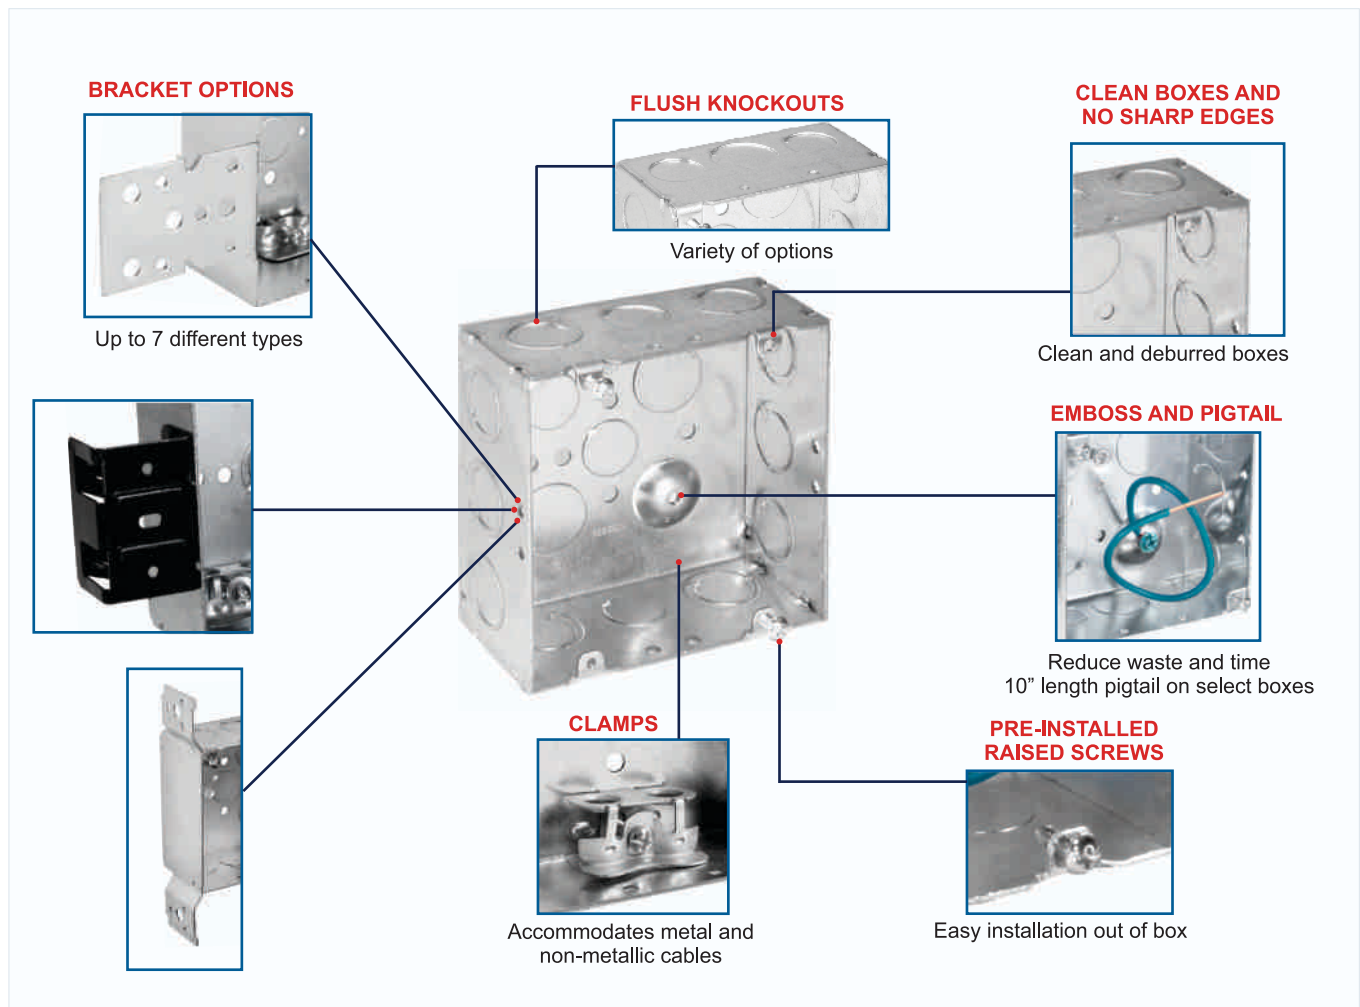 BRACKET OPTIONS
Up to 7 different types
FLUSH KNOCKOUTS
Variety of options
CLEAN BOXES AND
NO SHARP EDGES
Clean and deburred boxes
EMBOSS AND PIGTAIL
Reduce waste and time
10” length pigtail on select boxes
CLAMPS
Accommodates metal and
non-metallic cables
PRE-INSTALLED
RAISED SCREWS
Easy installation out of box